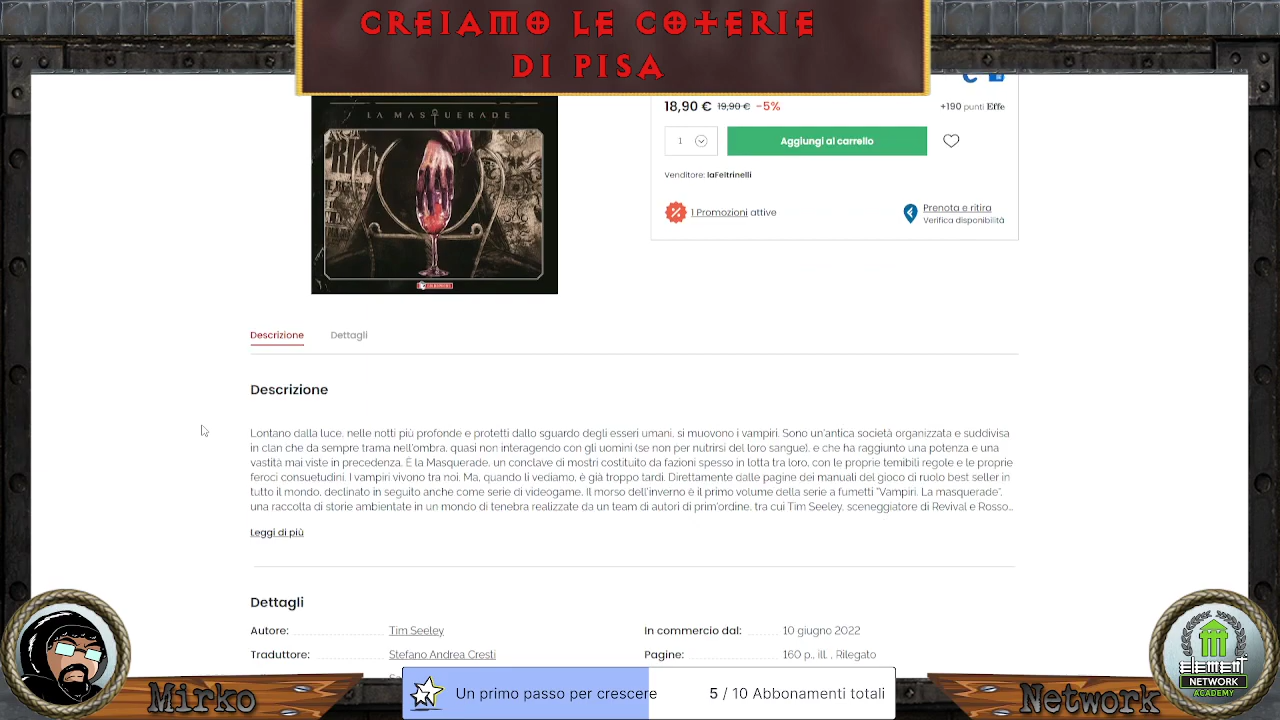 CREIAMO LE COTERIE
DI PISA
LA MASQUERADE
18,90 € 19,90 € -5%
+190 punti Effe
1
Aggiungi al carrello
Venditore: laFeltrinelli
1 Promozioni attive
Prenota e ritira
Verifica disponibilità
Descrizione
Dettagli
Descrizione
Lontano dalla luce, nelle notti più profonde e protetti dallo sguardo degli esseri umani, si muovono i vampiri. Sono un'antica società organizzata e suddivisa
in clan che da sempre trama nell'ombra, quasi non interagendo con gli uomini (se non per nutrirsi del loro sangue), e che ha raggiunto una potenza e una
vastità mai viste in precedenza. È la Masquerade, un conclave di mostri costituito da fazioni spesso in lotta tra loro, con le proprie temibili regole e le proprie
feroci consuetudini. I vampiri vivono tra noi. Ma, quando li vediamo, è già troppo tardi. Direttamente dalle pagine dei manuali del gioco di ruolo best seller in
tutto il mondo, declinato in seguito anche come serie di videogame. Il morso dell'inverno è il primo volume della serie a fumetti "Vampiri. La masquerade",
una raccolta di storie ambientate in un mondo di tenebra realizzate da un team di autori di prim'ordine, tra cui Tim Seeley, sceneggiatore di Revival e Rosso...
Leggi di più
Dettagli
Autore: Tim Seeley
In commercio dal: 10 giugno 2022
Traduttore: Stefano Andrea Cresti
Pagine: 160 p., ill. , Rilegato
Un primo passo per crescere
5 / 10 Abbonamenti totali
Mirko
Network
element
NETWORK
ACADEMY